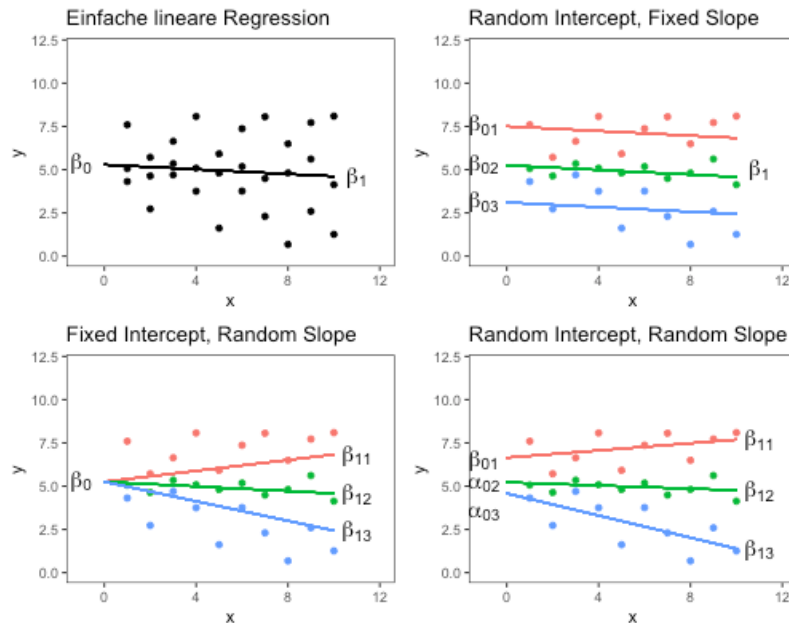 Einfache lineare Regression
12.5
10.0
7.5
5.0
2.5
0.0
y
β0
β1
0 4 8 12
x
Random Intercept, Fixed Slope
12.5
10.0
7.5
5.0
2.5
0.0
y
β01
β02
β03
β1
0 4 8 12
x
Fixed Intercept, Random Slope
12.5
10.0
7.5
5.0
2.5
0.0
y
β0
β11
β12
β13
0 4 8 12
x
Random Intercept, Random Slope
12.5
10.0
7.5
5.0
2.5
0.0
y
β01
α02
α03
β11
β12
β13
0 4 8 12
x